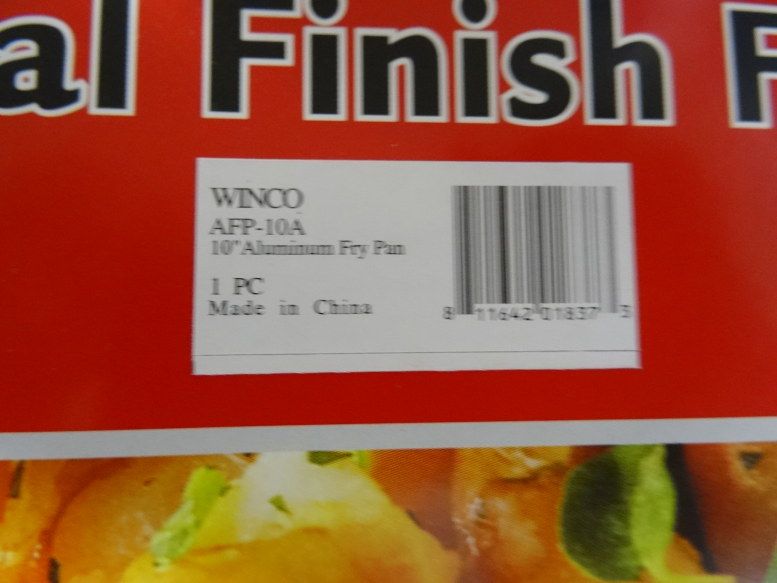 al Finish F
WINCO
AFP-10A
10"Aluminum Fry Pan
1 PC
Made in China
8 11642 01837 3